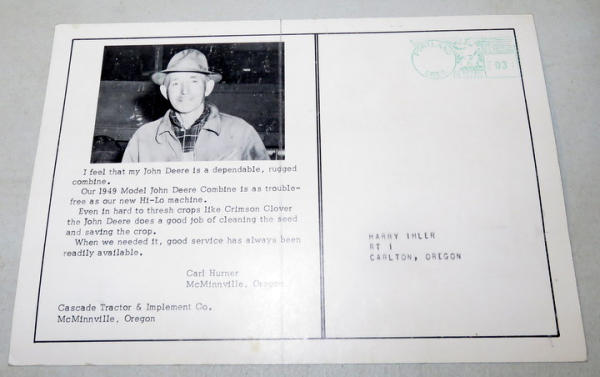 I feel that my John Deere is a dependable, rugged
combine.
Our 1949 Model John Deere Combine is as trouble-
free as our new Hi-Lo machine.
Even in hard to thresh crops like Crimson Clover
the John Deere does a good job of cleaning the seed
and saving the crop.
When we needed it, good service has always been
readily available.
Carl Hurner
McMinnville, Oregon
Cascade Tractor & Implement Co.
McMinnville, Oregon
03
HARRY IHLER
RT 1
CARLTON, OREGON